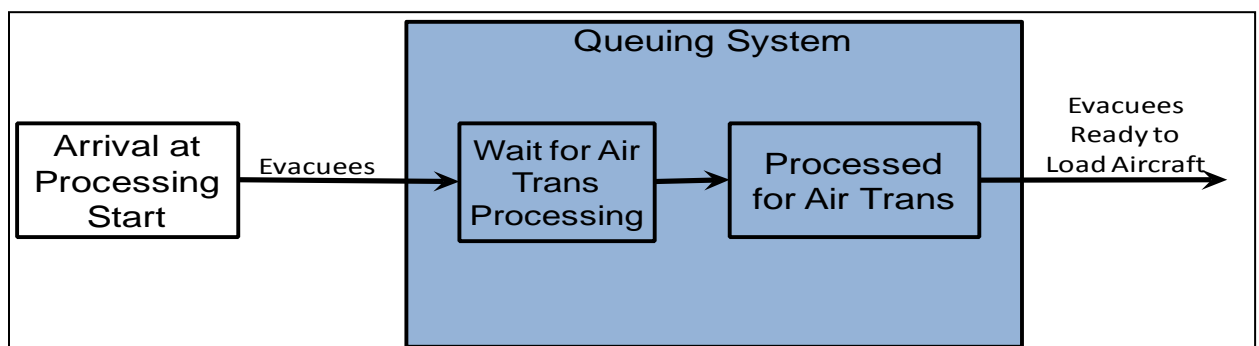 Queuing System
Arrival at
Processing
Start
Evacuees
Wait for Air
Trans
Processing
Processed
for Air Trans
Evacuees
Ready to
Load Aircraft